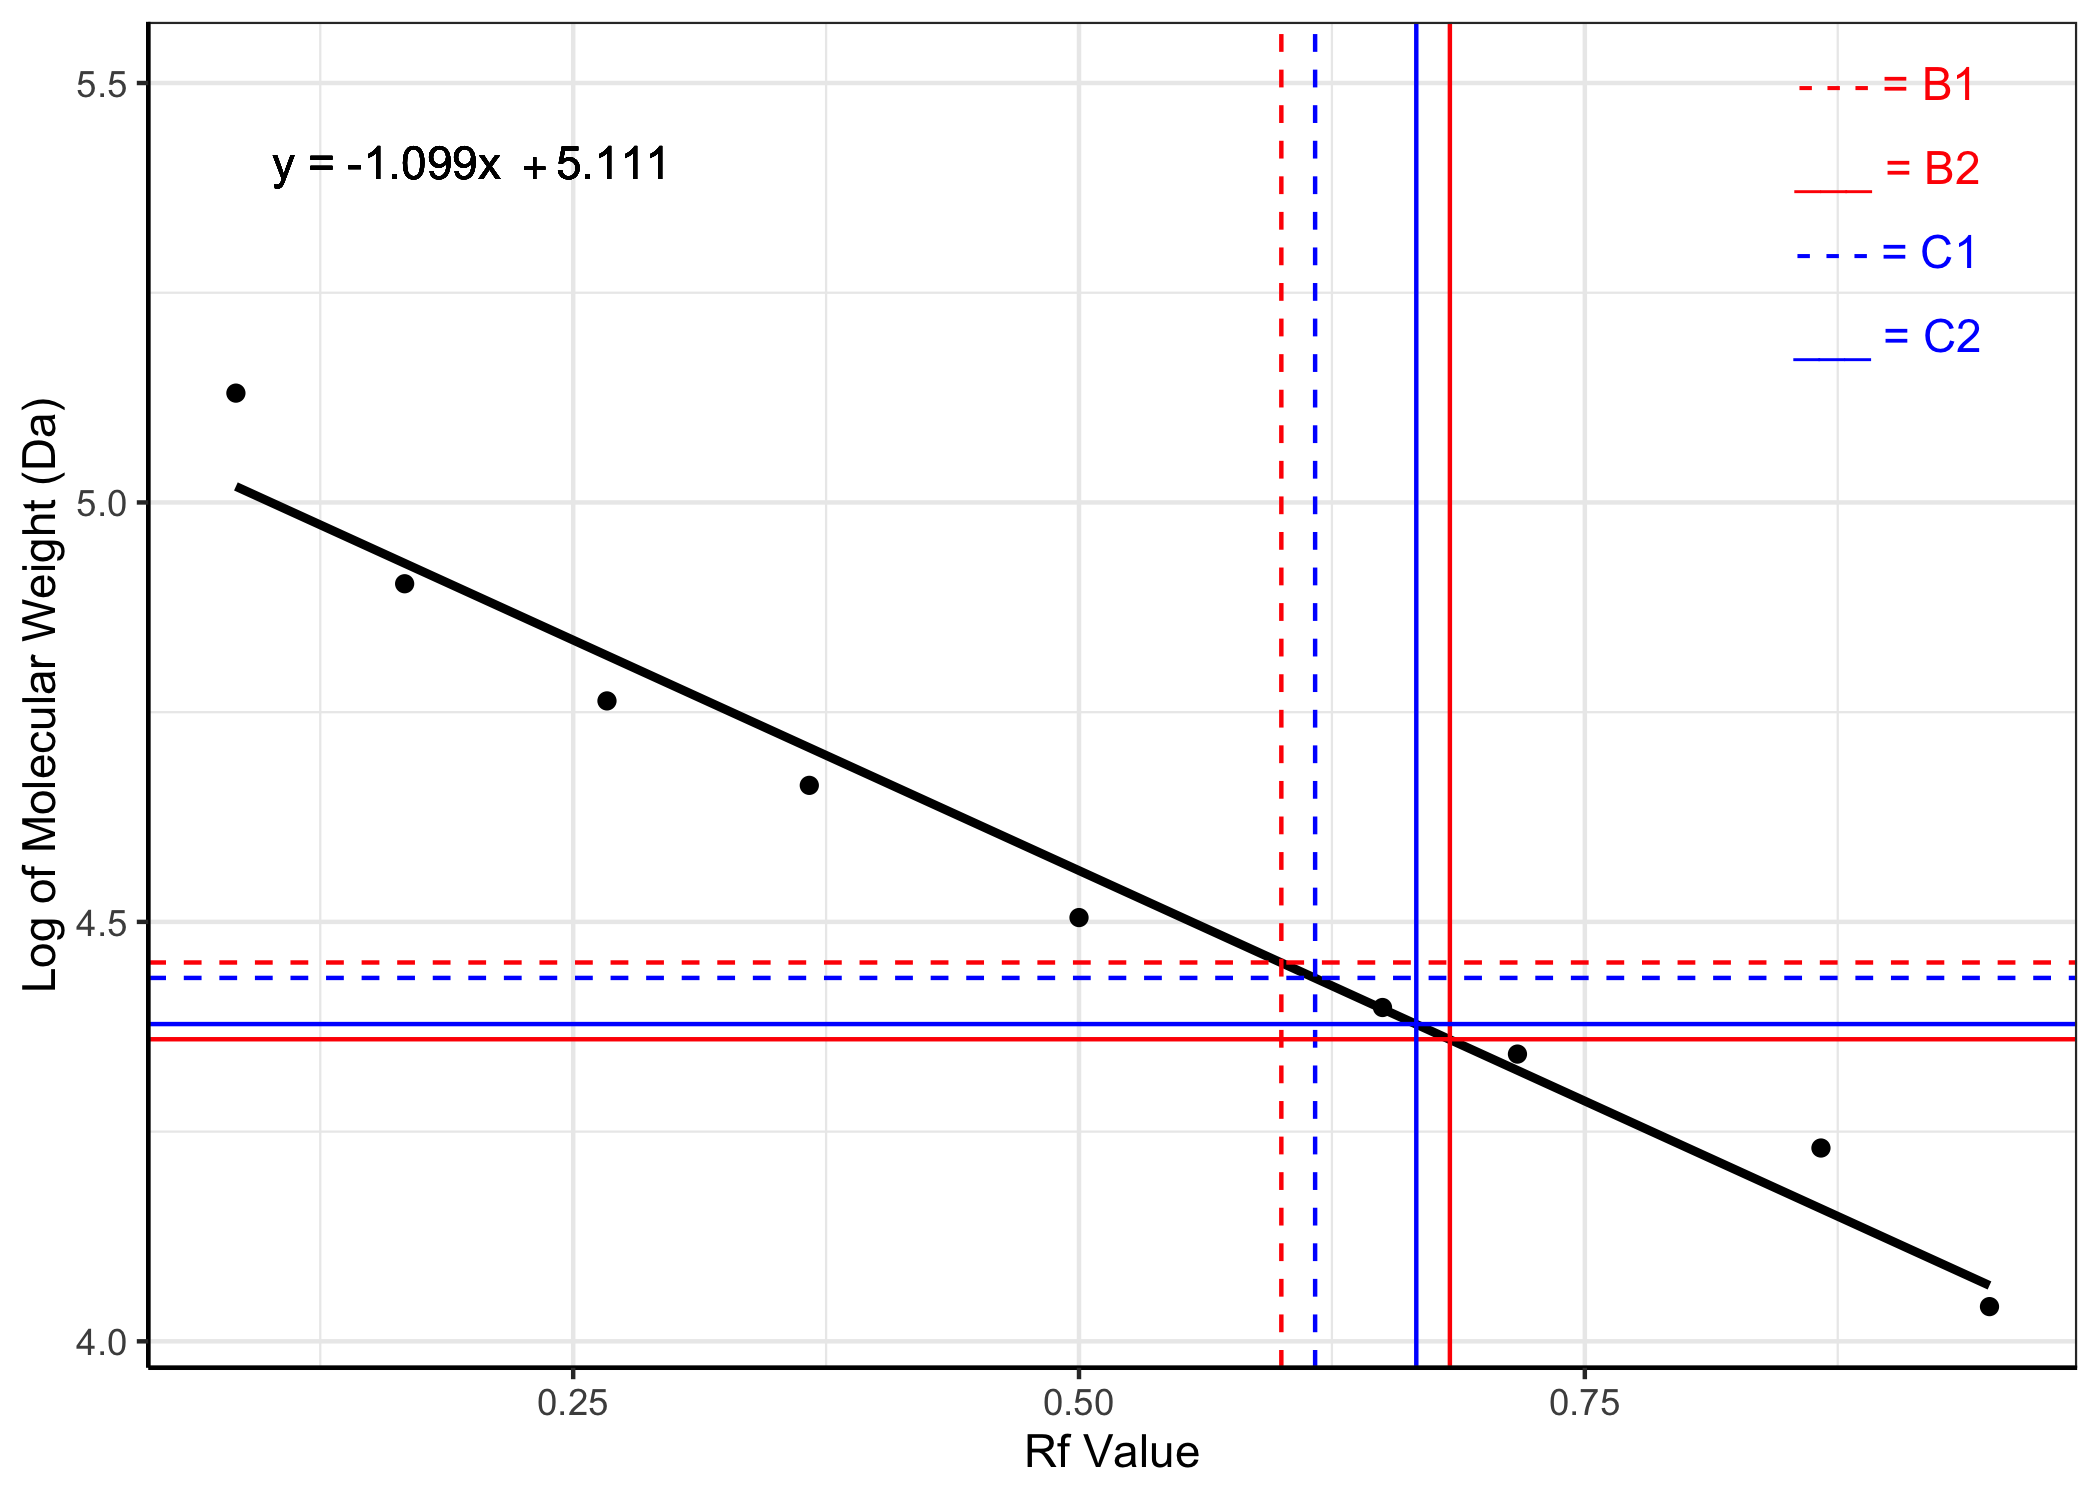 y = -1.099x + 5.111
- - - = B1
___ = B2
- - - = C1
___ = C2
Log of Molecular Weight (Da)
5.5
5.0
4.5
4.0
0.25 0.50 0.75
Rf Value